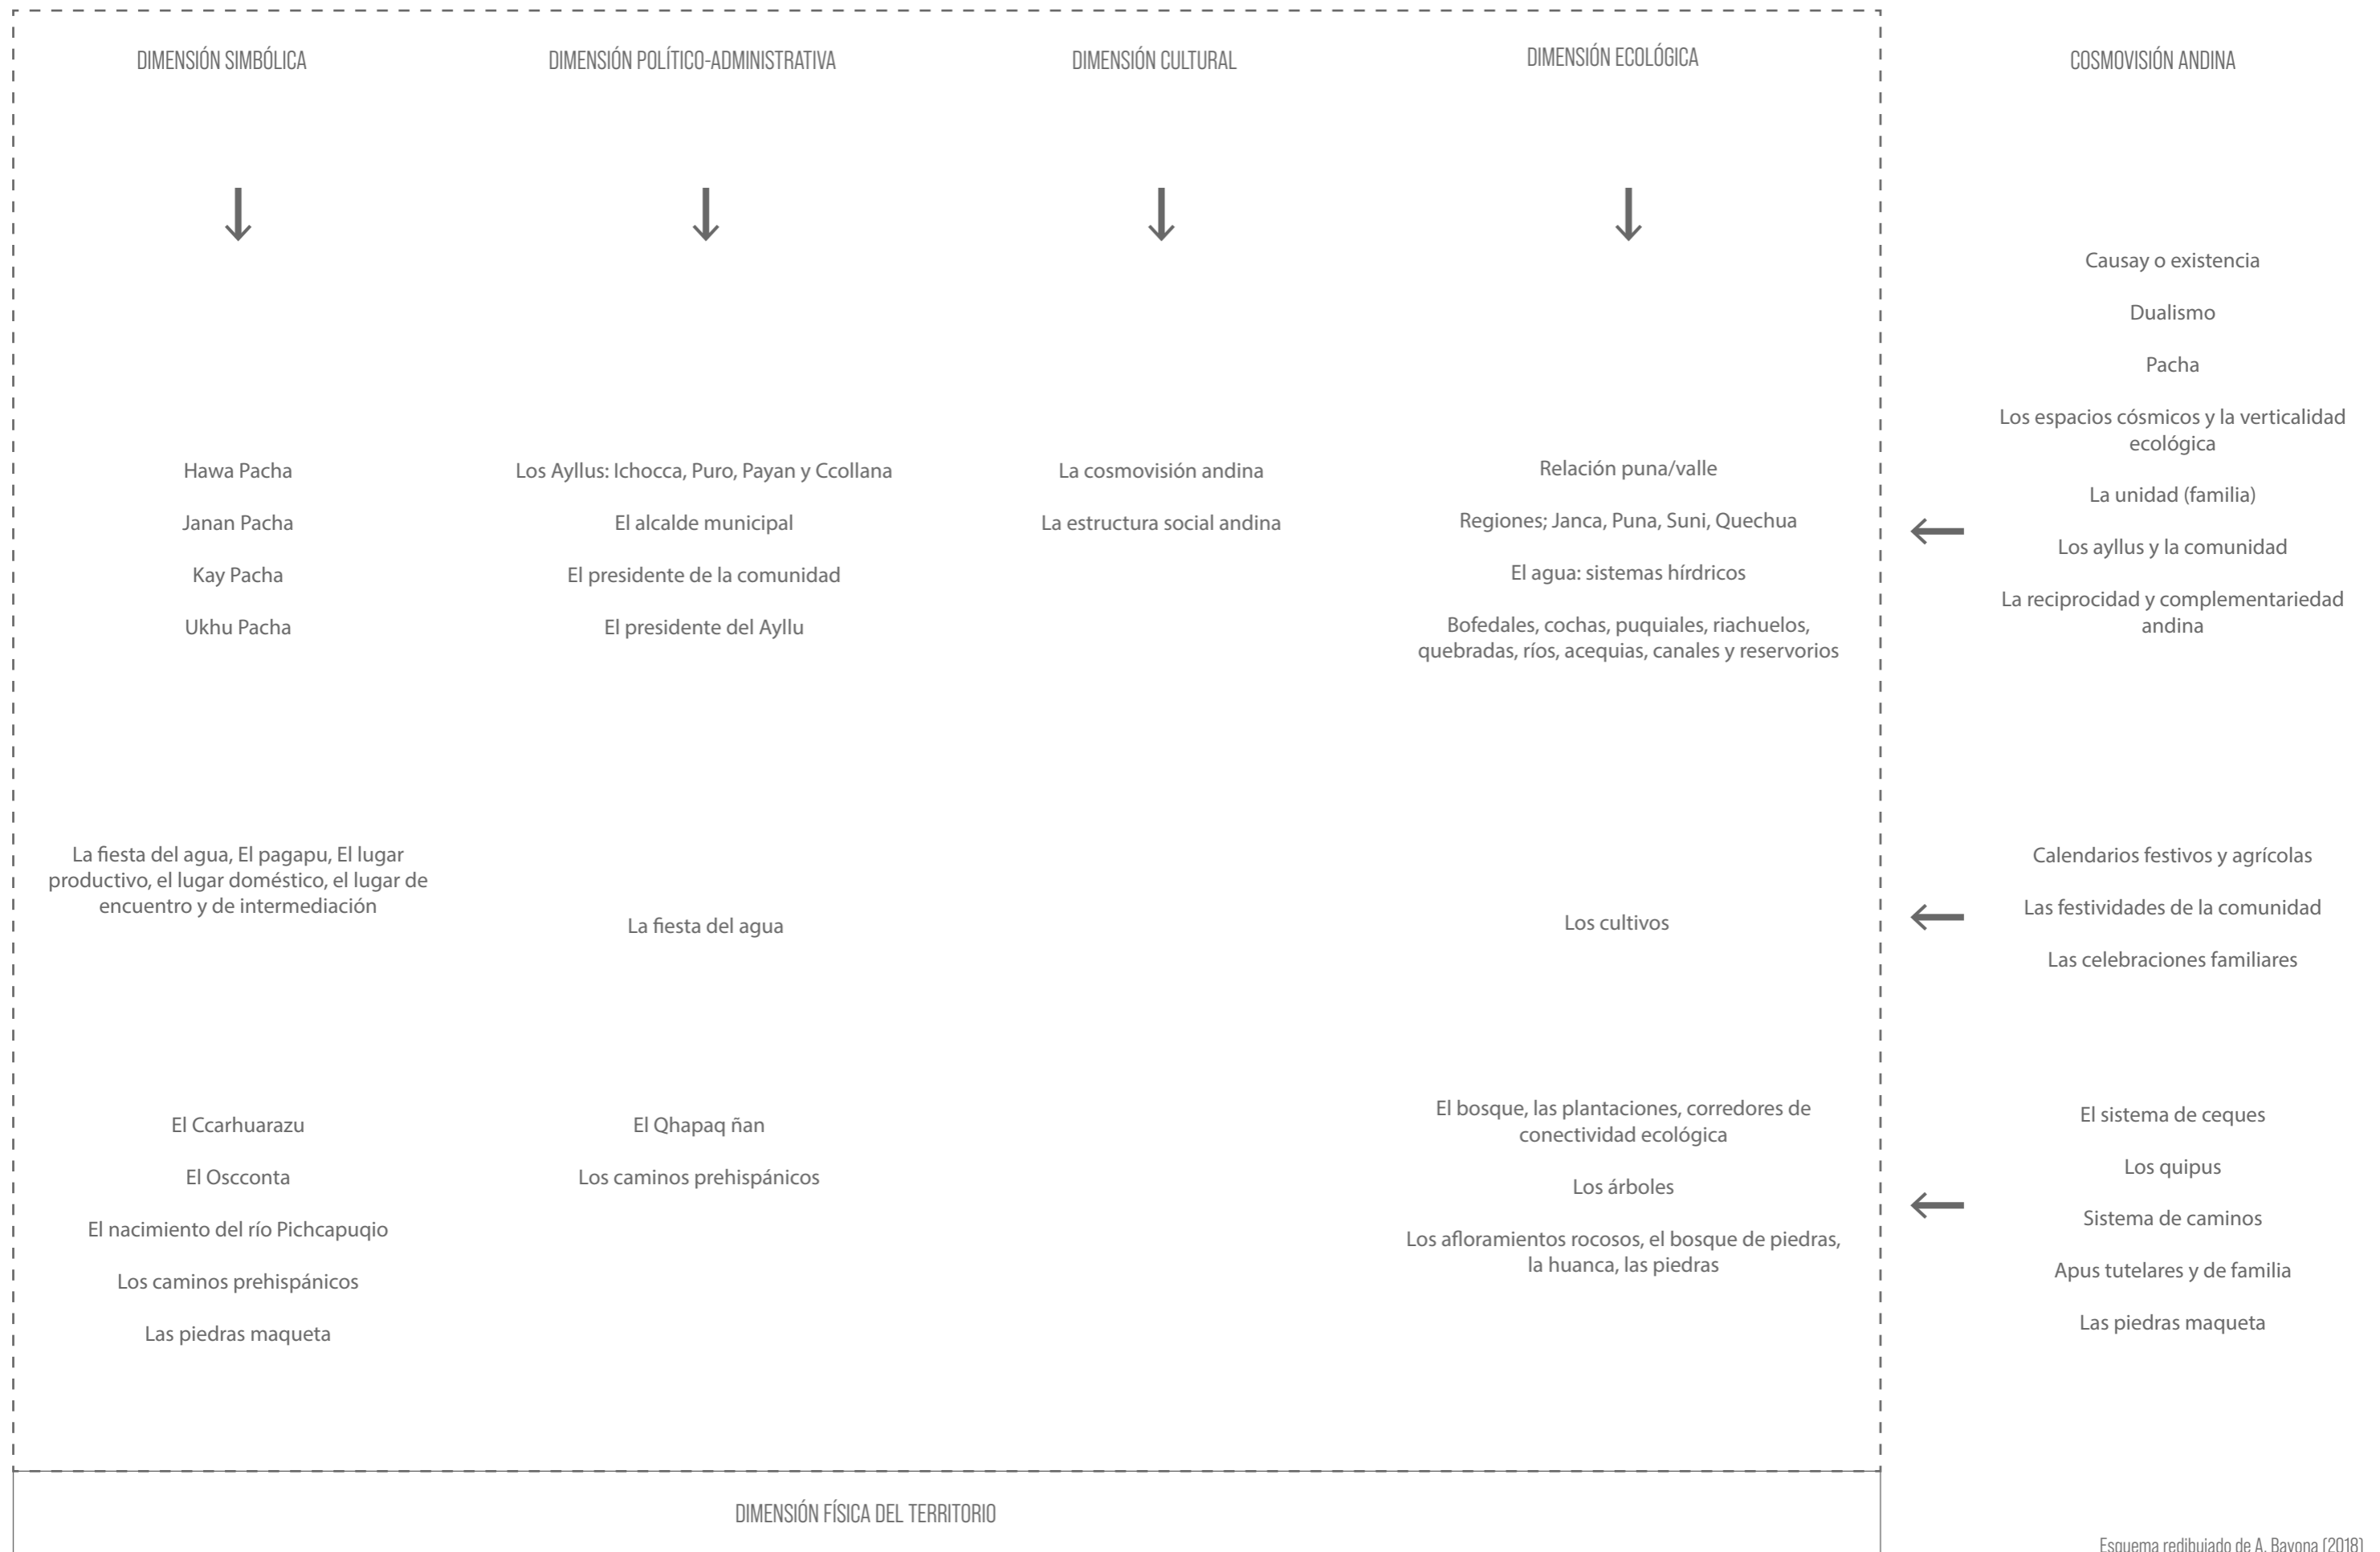 DIMENSIÓN SIMBÓLICA
DIMENSIÓN POLÍTICO-ADMINISTRATIVA
DIMENSIÓN CULTURAL
DIMENSIÓN ECOLÓGICA
COSMOVISIÓN ANDINA
Hawa Pacha
Janan Pacha
Kay Pacha
Ukhu Pacha
Los Ayllus: Ichocca, Puro, Payan y Ccollana
El alcalde municipal
El presidente de la comunidad
El presidente del Ayllu
La cosmovisión andina
La estructura social andina
Relación puna/valle
Regiones; Janca, Puna, Suni, Quechua
El agua: sistemas hírdricos
Bofedales, cochas, puquiales, riachuelos,
quebradas, ríos, acequias, canales y reservorios
Causay o existencia
Dualismo
Pacha
Los espacios cósmicos y la verticalidad
ecológica
La unidad (familia)
Los ayllus y la comunidad
La reciprocidad y complementariedad
andina
La fiesta del agua, El pagapu, El lugar
productivo, el lugar doméstico, el lugar de
encuentro y de intermediación
La fiesta del agua
Los cultivos
Calendarios festivos y agrícolas
Las festividades de la comunidad
Las celebraciones familiares
El Ccarhuarazu
El Oscconta
El nacimiento del río Pichcapuqio
Los caminos prehispánicos
Las piedras maqueta
El Qhapaq ñan
Los caminos prehispánicos
El bosque, las plantaciones, corredores de
conectividad ecológica
Los árboles
Los afloramientos rocosos, el bosque de piedras,
la huanca, las piedras
El sistema de ceques
Los quipus
Sistema de caminos
Apus tutelares y de familia
Las piedras maqueta
DIMENSIÓN FÍSICA DEL TERRITORIO
Esquema redibujado de A. Bayona (2018)